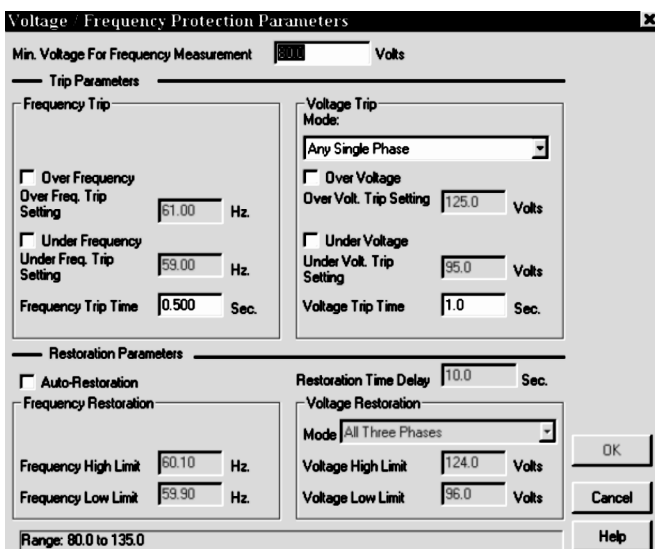 Voltage / Frequency Protection Parameters
Min. Voltage For Frequency Measurement 80.0 Volts
Trip Parameters
Frequency Trip
Over Frequency
Over Freq. Trip
Setting 61.00 Hz.
Under Frequency
Under Freq. Trip
Setting 59.00 Hz.
Frequency Trip Time 0.500 Sec.
Voltage Trip
Mode:
Any Single Phase
Over Voltage
Over Volt. Trip Setting 125.0 Volts
Under Voltage
Under Volt. Trip
Setting 95.0 Volts
Voltage Trip Time 1.0 Sec.
Restoration Parameters
Auto-Restoration
Restoration Time Delay 10.0 Sec.
Frequency Restoration
Frequency High Limit 60.10 Hz.
Frequency Low Limit 59.90 Hz.
Voltage Restoration
Mode All Three Phases
Voltage High Limit 124.0 Volts
Voltage Low Limit 96.0 Volts
OK
Cancel
Help
Range: 80.0 to 135.0